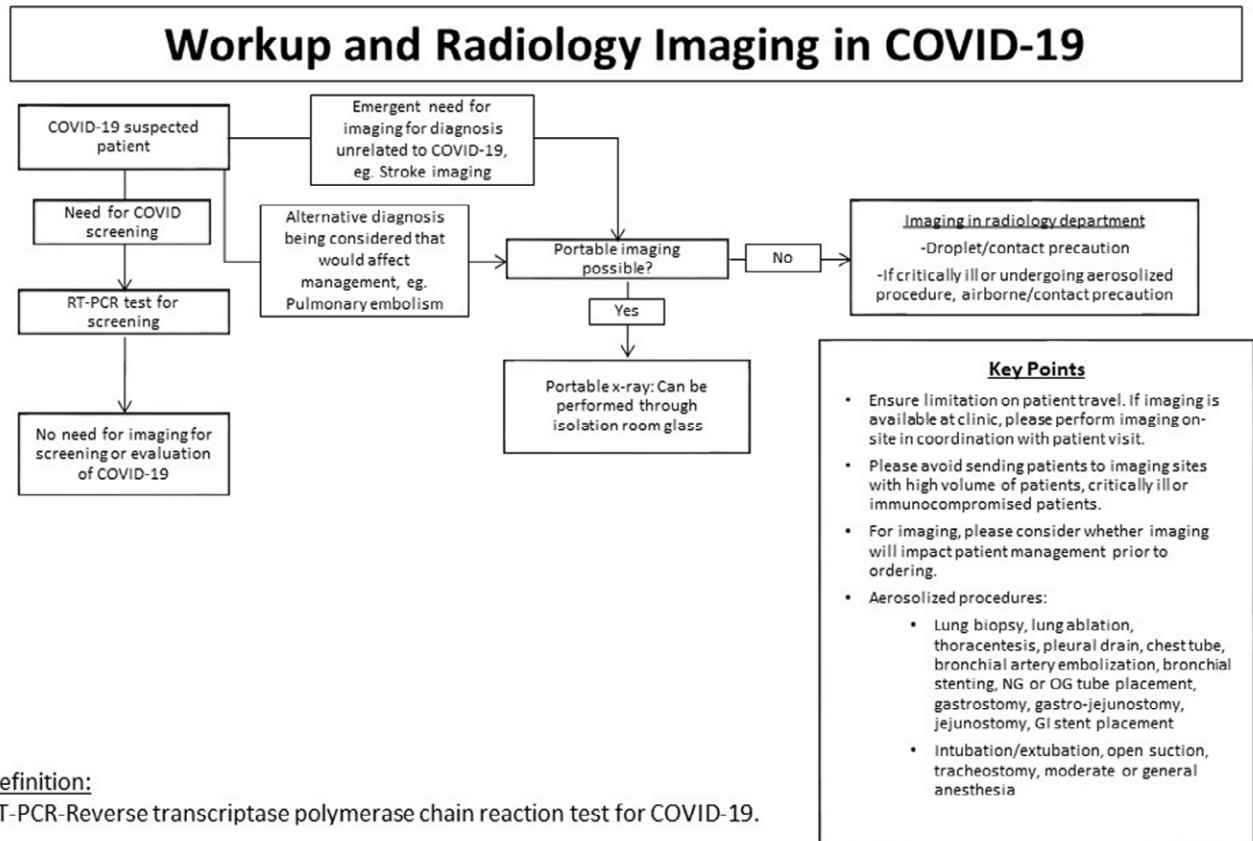 Workup and Radiology Imaging in COVID-19
COVID-19 suspected
patient
Emergent need for
imaging for diagnosis
unrelated to COVID-19,
eg. Stroke imaging
Need for COVID
screening
Alternative diagnosis
being considered that
would affect
management, eg.
Pulmonary embolism
Portable imaging
possible?
No
Imaging in radiology department
-Droplet/contact precaution
-If critically ill or undergoing aerosolized
procedure, airborne/contact precaution
RT-PCR test for
screening
Yes
Portable x-ray: Can be
performed through
isolation room glass
No need for imaging for
screening or evaluation
of COVID-19
Key Points
• Ensure limitation on patient travel. If imaging is
available at clinic, please perform imaging on-
site in coordination with patient visit.
• Please avoid sending patients to imaging sites
with high volume of patients, critically ill or
immunocompromised patients.
• For imaging, please consider whether imaging
will impact patient management prior to
ordering.
• Aerosolized procedures:
• Lung biopsy, lung ablation,
thoracentesis, pleural drain, chest tube,
bronchial artery embolization, bronchial
stenting, NG or OG tube placement,
gastrostomy, gastro-jejunostomy,
jejunostomy, GI stent placement
• Intubation/extubation, open suction,
tracheostomy, moderate or general
anesthesia
efinition:
T-PCR-Reverse transcriptase polymerase chain reaction test for COVID-19.